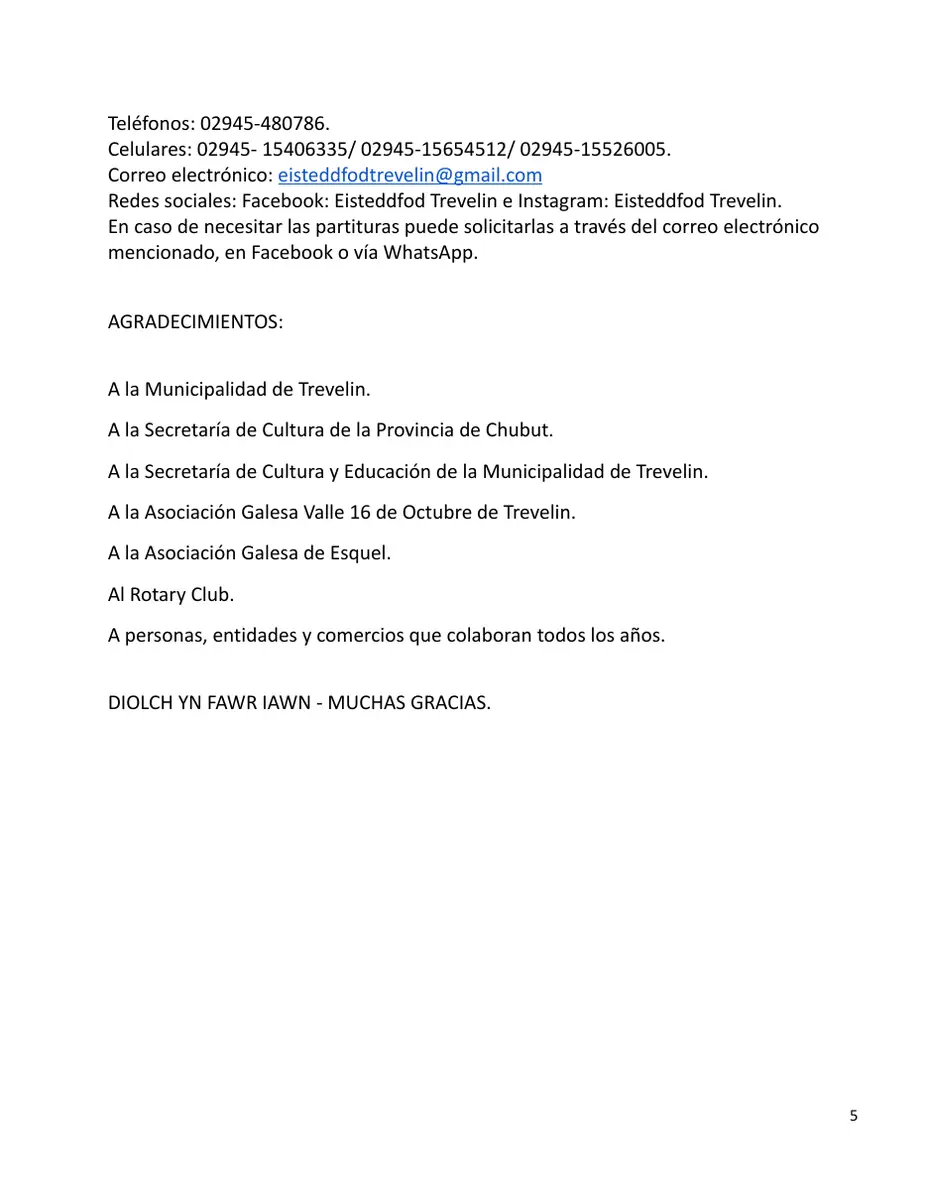 Teléfonos: 02945-480786.
Celulares: 02945- 15406335/ 02945-15654512/ 02945-15526005.
Correo electrónico: eisteddfodtrevelin@gmail.com
Redes sociales: Facebook: Eisteddfod Trevelin e Instagram: Eisteddfod Trevelin.
En caso de necesitar las partituras puede solicitarlas a través del correo electrónico
mencionado, en Facebook o vía WhatsApp.
AGRADECIMIENTOS:
A la Municipalidad de Trevelin.
A la Secretaría de Cultura de la Provincia de Chubut.
A la Secretaría de Cultura y Educación de la Municipalidad de Trevelin.
A la Asociación Galesa Valle 16 de Octubre de Trevelin.
A la Asociación Galesa de Esquel.
Al Rotary Club.
A personas, entidades y comercios que colaboran todos los años.
DIOLCH YN FAWR IAWN - MUCHAS GRACIAS.
5